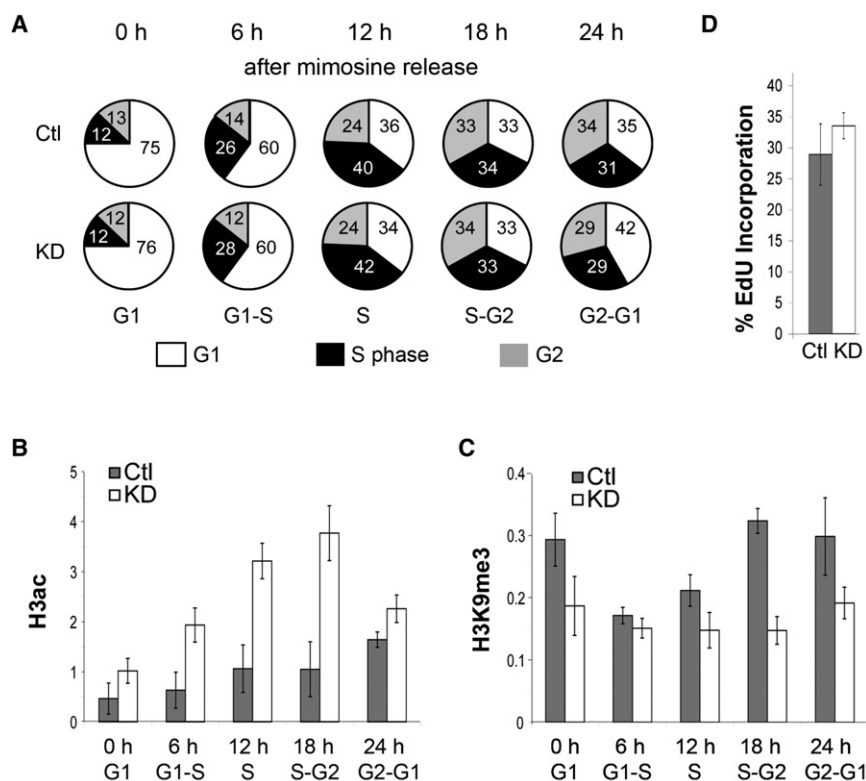 A
0 h 6 h 12 h 18 h 24 h
after mimosine release
Ctl
13 12 75
14 26 60
24 36 40
33 33 34
34 35 31
KD
12 12 76
12 28 60
24 34 42
34 33 33
29 42 29
G1 G1-S S S-G2 G2-G1
G1 S phase G2
D
% EdU Incorporation
40
35
30
25
20
15
10
5
0
Ctl KD
B
H3ac
5
4
3
2
1
0
Ctl
KD
0 h 6 h 12 h 18 h 24 h
G1 G1-S S S-G2 G2-G1
C
H3K9me3
0.4
0.3
0.2
0.1
0
Ctl
KD
0 h 6 h 12 h 18 h 24 h
G1 G1-S S S-G2 G2-G1